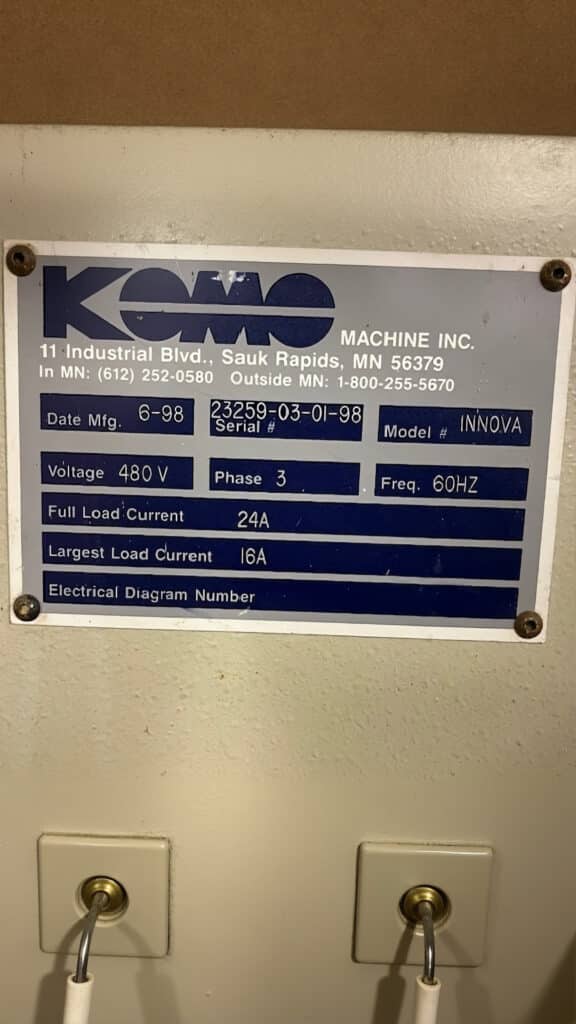 KOMO MACHINE INC.
11 Industrial Blvd., Sauk Rapids, MN 56379
In MN: (612) 252-0580 Outside MN: 1-800-255-5670
Date Mfg. 6-98
23259-03-01-98
Serial #
Model # INNOVA
Voltage 480 V
Phase 3
Freq. 60HZ
Full Load Current 24A
Largest Load Current 16A
Electrical Diagram Number